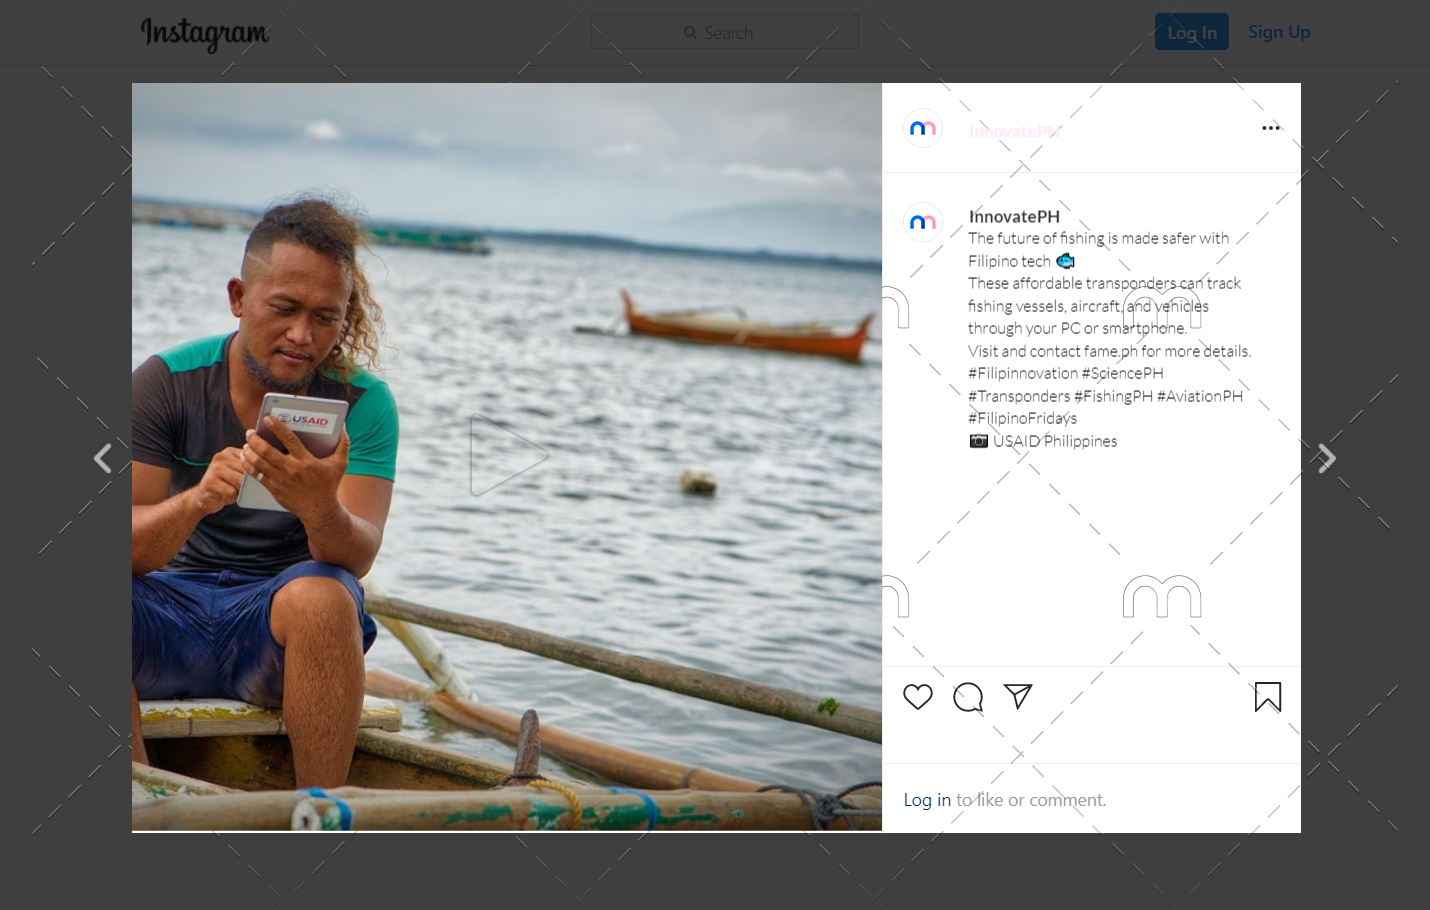 Instagram
Search
Log In
Sign Up
InnovatePH
InnovatePH
The future of fishing is made safer with
Filipino tech 🐟
These affordable transponders can track
fishing vessels, aircraft, and vehicles
through your PC or smartphone.
Visit and contact fame.ph for more details.
#Filipinnovation #SciencePH
#Transponders #FishingPH #AviationPH
#FilipinoFridays
📷 USAID Philippines
USAID
Log in to like or comment.